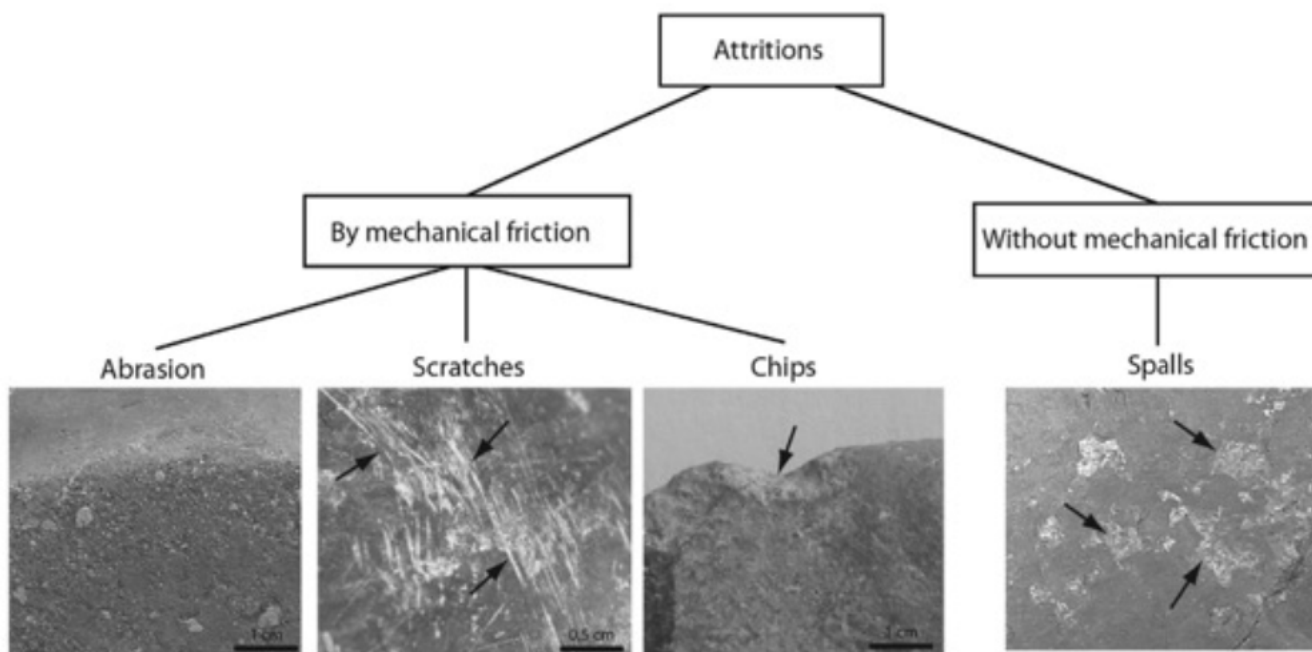 Attritions
By mechanical friction
Without mechanical friction
Abrasion
Scratches
Chips
Spalls
1 cm
0,5 cm
1 cm